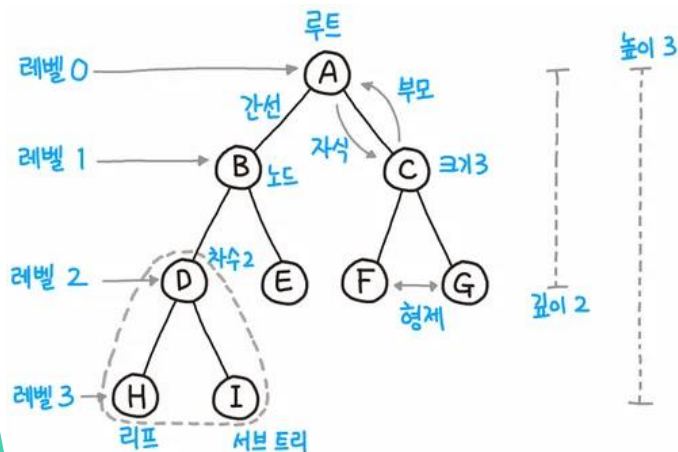 루트
높이 3
레벨 0
A
간선
부모
자식
레벨 1
B
노드
C
크기 3
차수 2
레벨 2
D
E
F
G
형제
깊이 2
레벨 3
H
I
리프
서브 트리